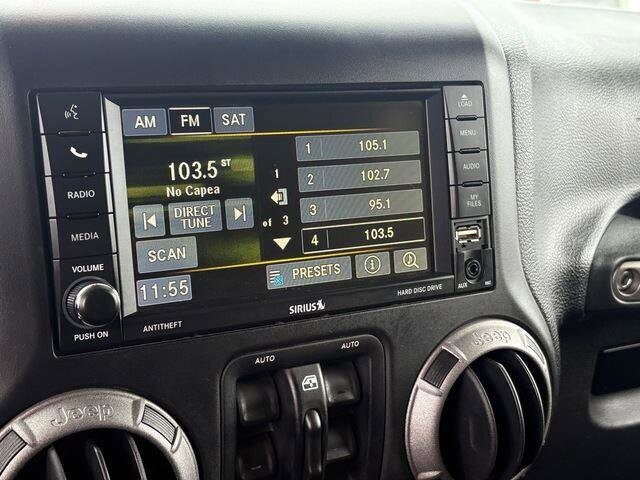 AM FM SAT
103.5 ST
No Capea
DIRECT
TUNE
SCAN
11:55
1
of 3
1 105.1
2 102.7
3 95.1
4 103.5
PRESETS
i
RADIO
MEDIA
VOLUME
PUSH ON
ANTITHEFT
SIRIUS
HARD DISC DRIVE
LOAD
MENU
AUDIO
MY
FILES
AUX
AUTO AUTO
Jeep
Jeep